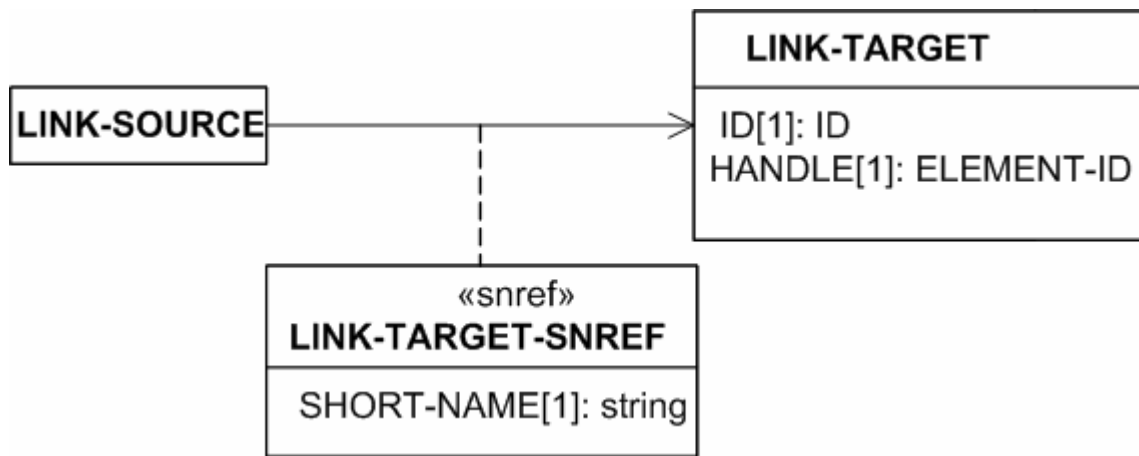 LINK-SOURCE
LINK-TARGET
ID[1]: ID
HANDLE[1]: ELEMENT-ID
«snref»
LINK-TARGET-SNREF
SHORT-NAME[1]: string